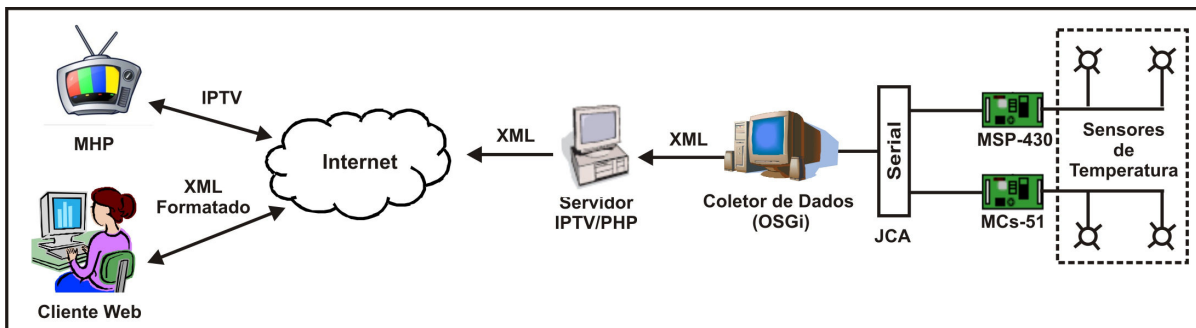 MHP
IPTV
XML
Formatado
Cliente Web
Internet
XML
Servidor
IPTV/PHP
XML
Coletor de Dados
(OSGi)
Serial
JCA
MSP-430
MCs-51
Sensores
de
Temperatura